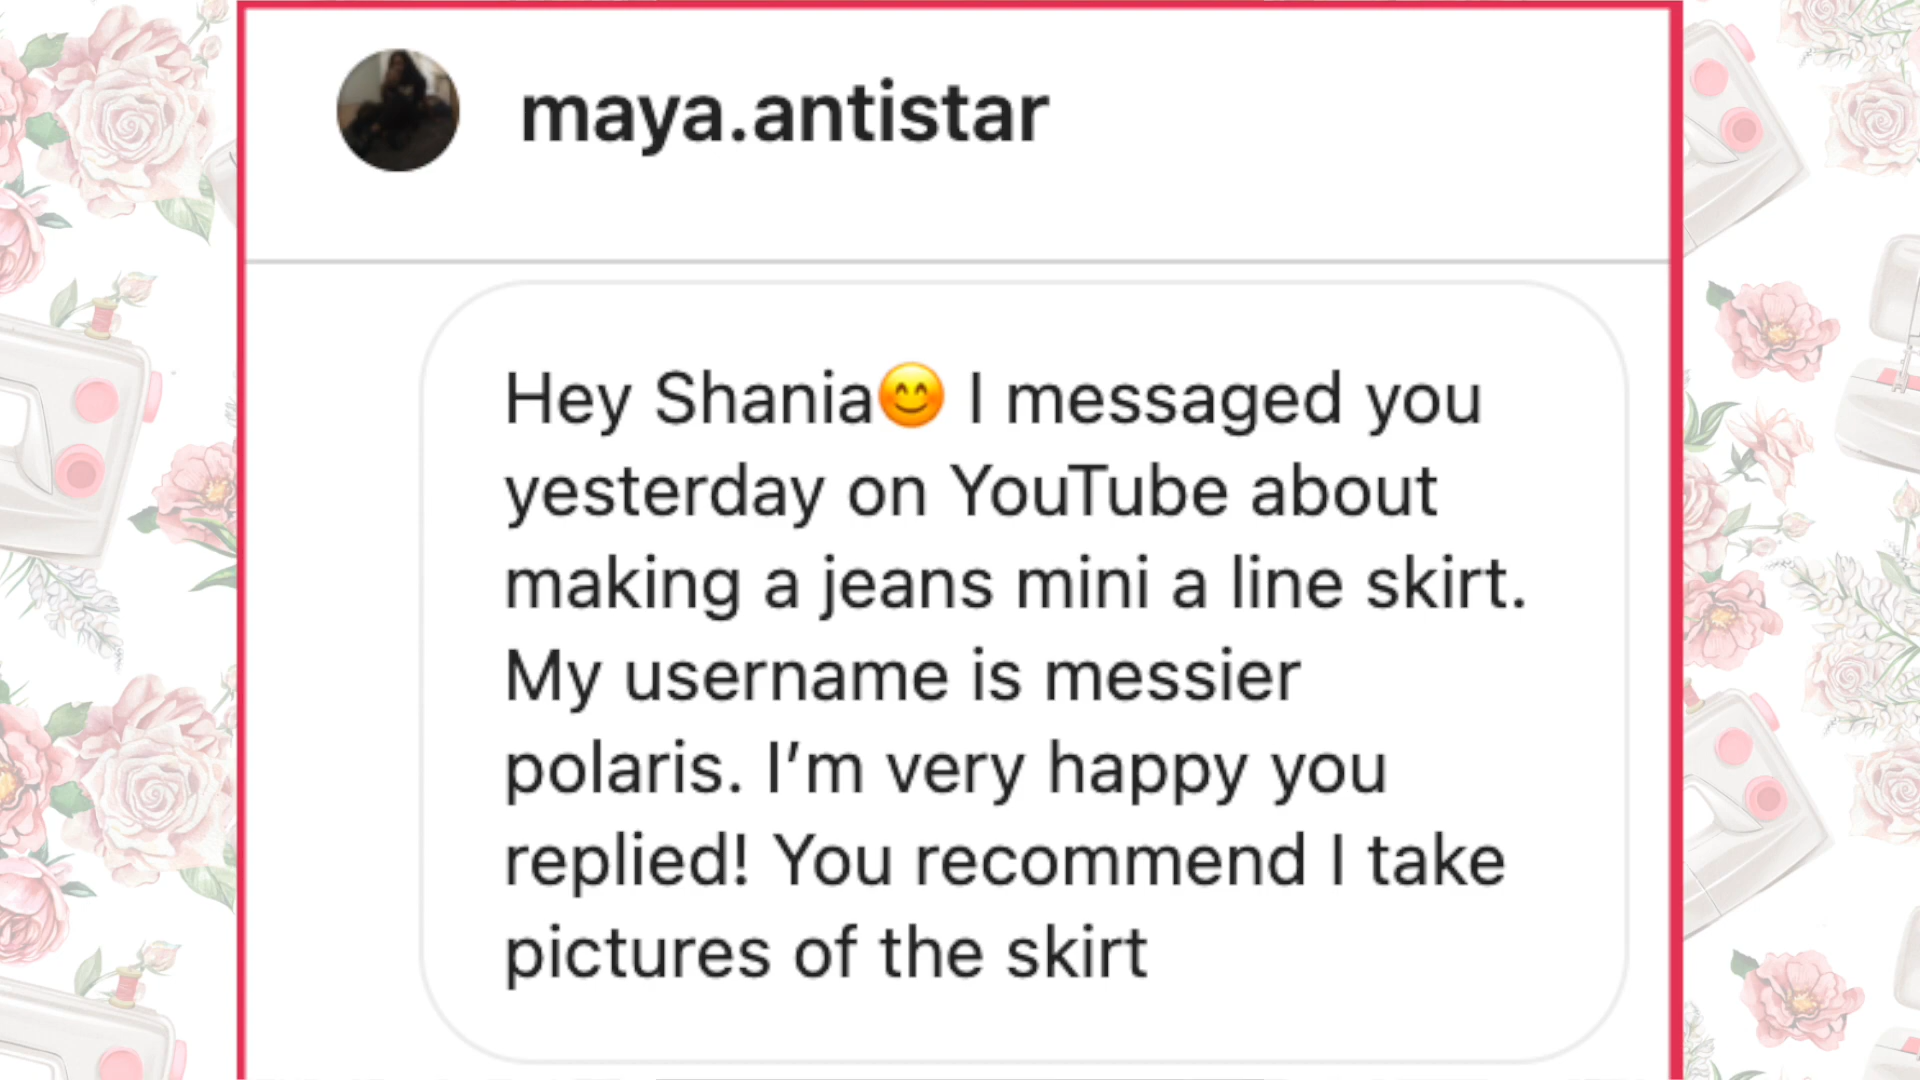 maya.antistar
Hey Shania😊 I messaged you
yesterday on YouTube about
making a jeans mini a line skirt.
My username is messier
polaris. I’m very happy you
replied! You recommend I take
pictures of the skirt